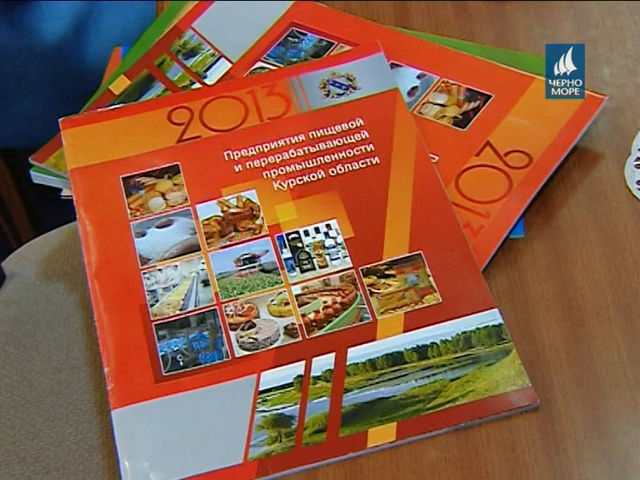 ЧЕРНО
МОРЕ
2013
Предприятия пищевой
и перерабатывающей
промышленности
Курской области
2013